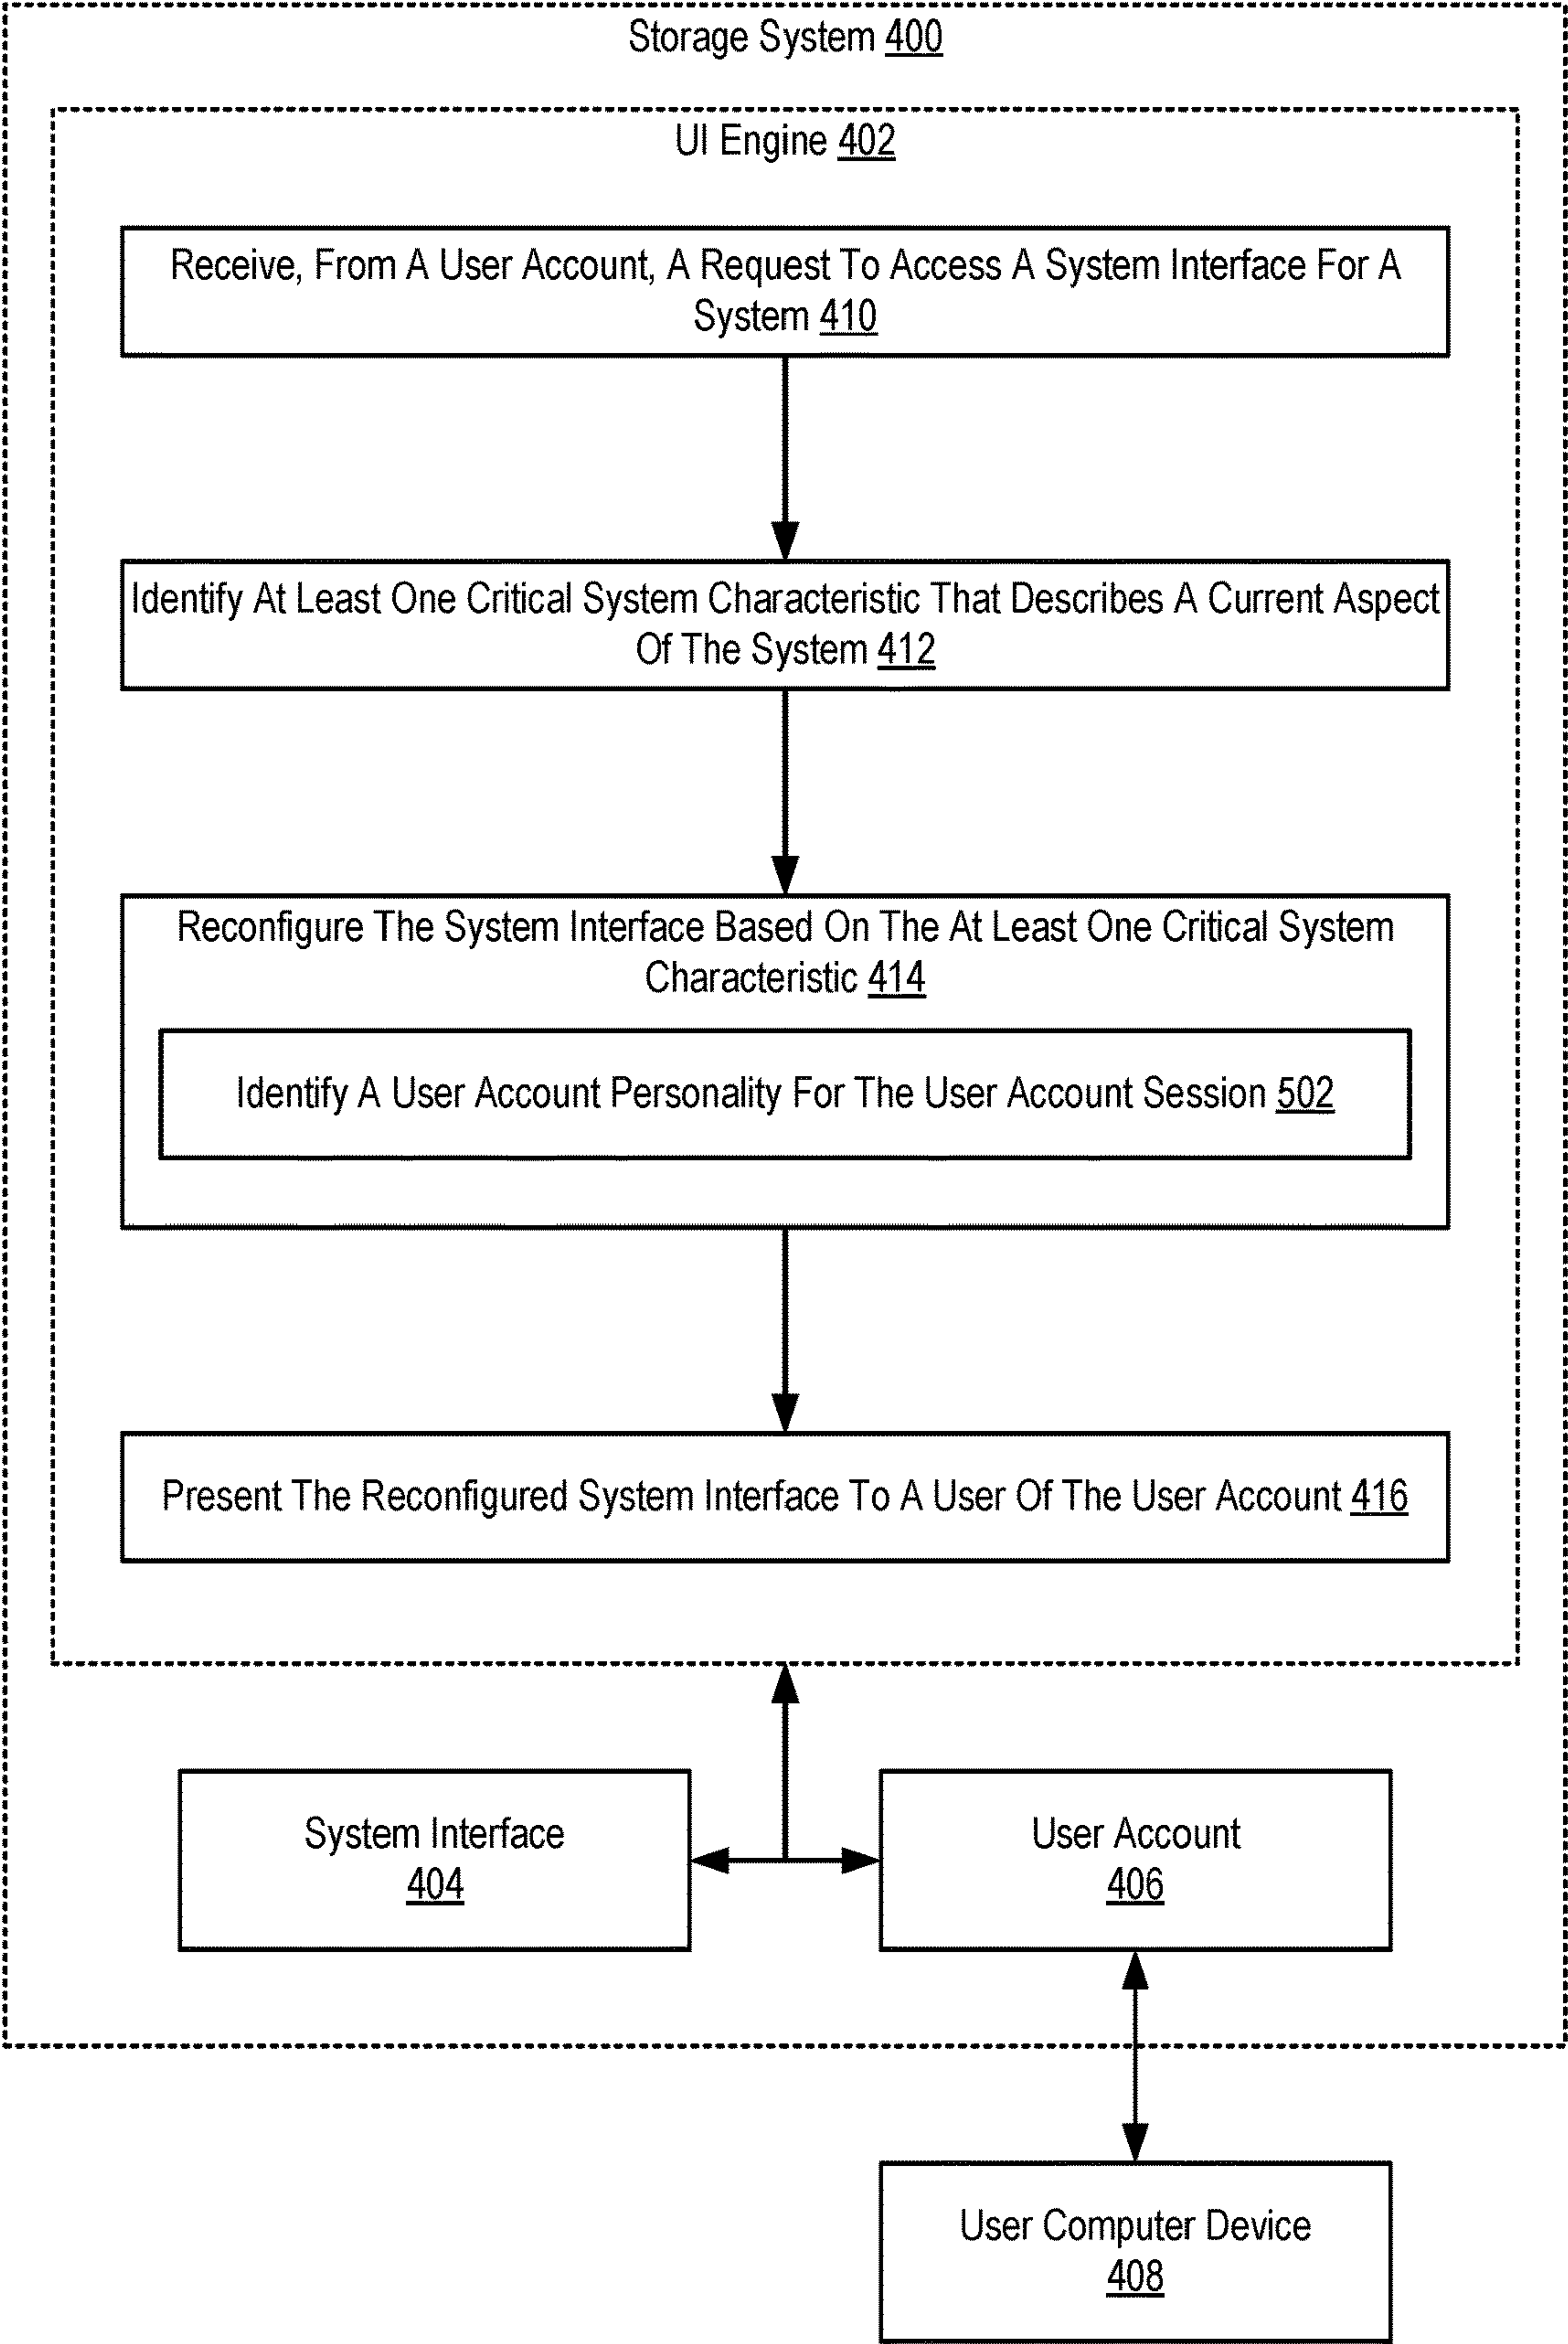 Storage System 400
UI Engine 402
Receive, From A User Account, A Request To Access A System Interface For A
System 410
Identify At Least One Critical System Characteristic That Describes A Current Aspect
Of The System 412
Reconfigure The System Interface Based On The At Least One Critical System
Characteristic 414
Identify A User Account Personality For The User Account Session 502
Present The Reconfigured System Interface To A User Of The User Account 416
System Interface
404
User Account
406
User Computer Device
408